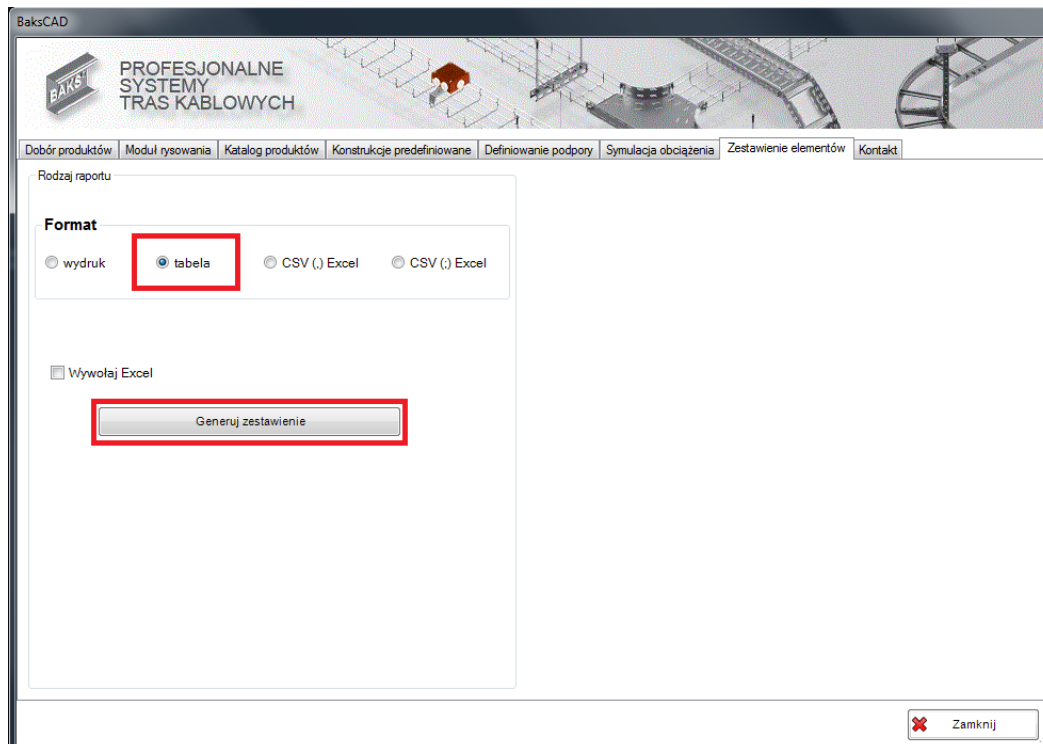 BaksCAD
BAKS
PROFESJONALNE
SYSTEMY
TRAS KABLOWYCH
Dobór produktów Moduł rysowania Katalog produktów Konstrukcje predefiniowane Definiowanie podpory Symulacja obciążenia Zestawienie elementów Kontakt
Rodzaj raportu
Format
wydruk tabela CSV (,) Excel CSV (;) Excel
Wywołaj Excel
Generuj zestawienie
Zamknij